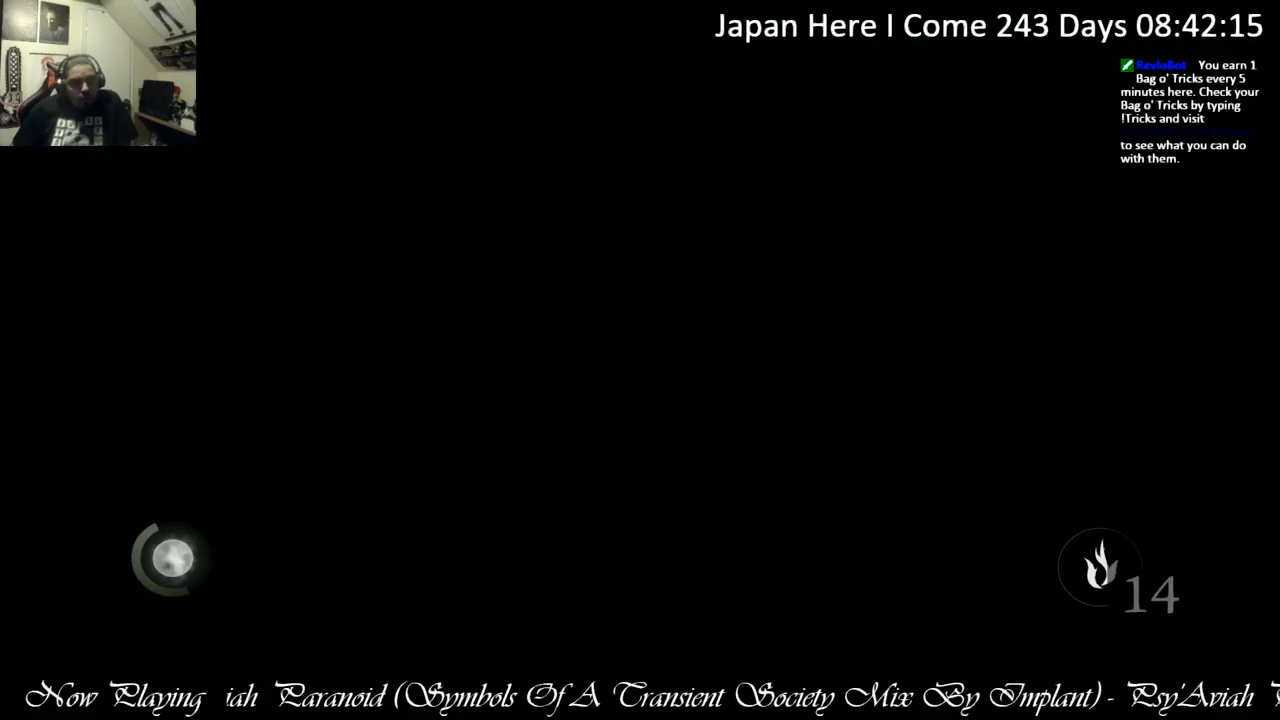 Japan Here I Come 243 Days 08:42:15
RevloBot You earn 1
Bag o' Tricks every 5
minutes here. Check your
Bag o' Tricks by typing
!Tricks and visit
to see what you can do
with them.
14
Now Playing iah Paranoid (Symbols Of A Transient Society Mix By Implant) - Psy'Aviah